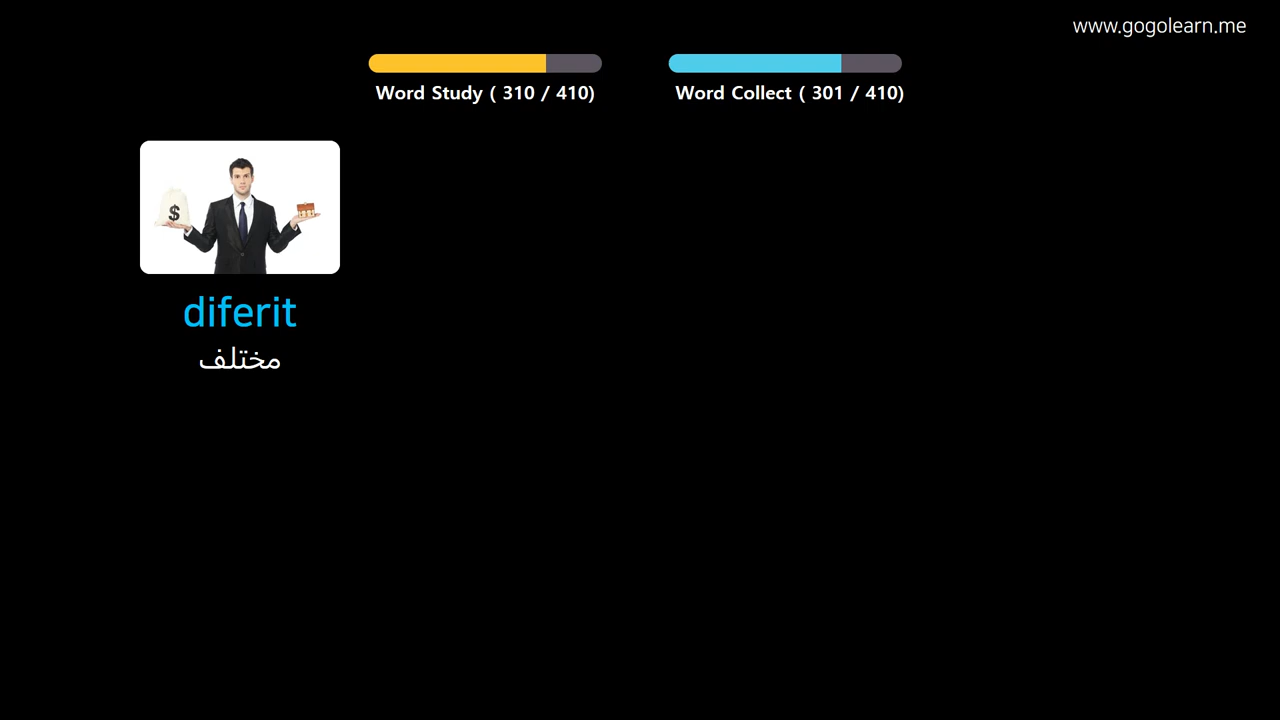 www.gogolearn.me
Word Study ( 310 / 410)
Word Collect ( 301 / 410)
$
diferit
مختلف